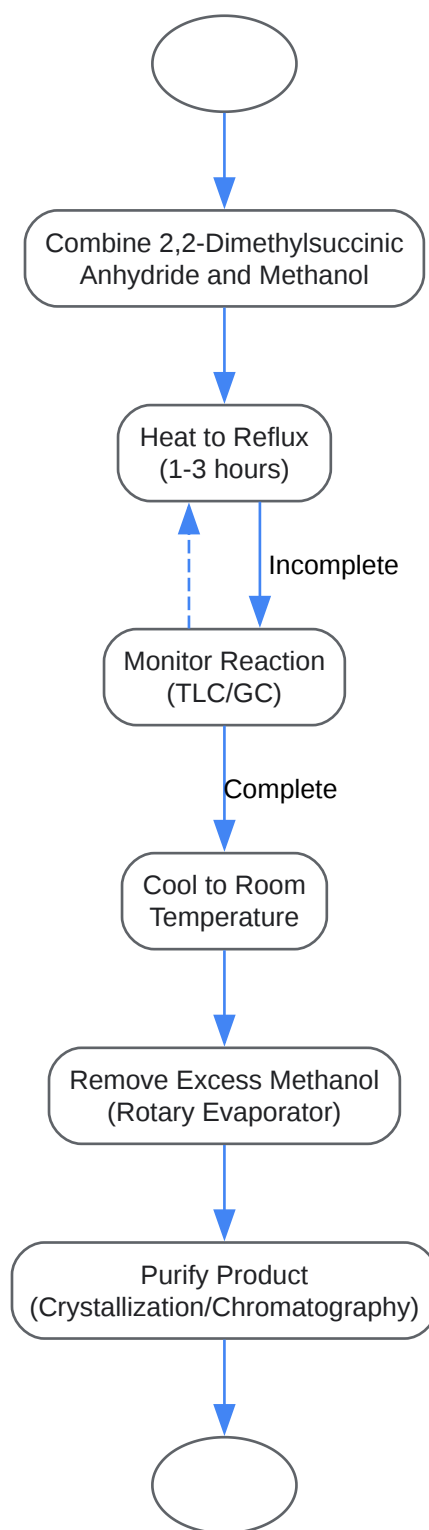 Combine 2,2-Dimethylsuccinic
Anhydride and Methanol
Heat to Reflux
(1-3 hours)
Incomplete
Monitor Reaction
(TLC/GC)
Complete
Cool to Room
Temperature
Remove Excess Methanol
(Rotary Evaporator)
Purify Product
(Crystallization/Chromatography)